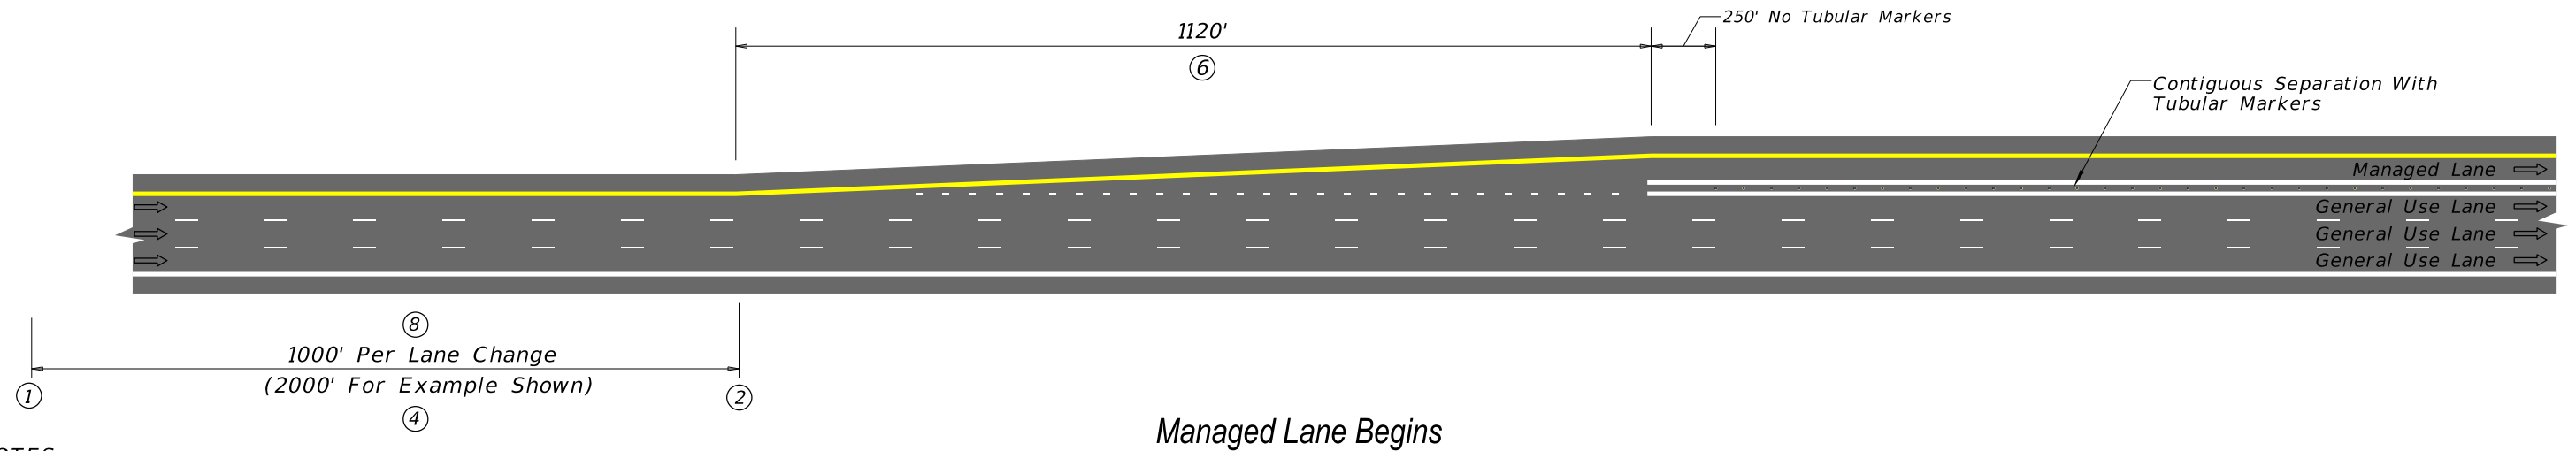 250' No Tubular Markers
1120'
6
Contiguous Separation With
Tubular Markers
Managed Lane
General Use Lane
General Use Lane
General Use Lane
8
1000' Per Lane Change
(2000' For Example Shown)
1
2
4
Managed Lane Begins